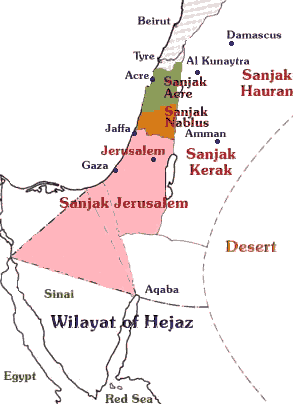 Beirut
Damascus
Tyre
Al Kunaytra
Acre
Sanjak
Acre
Sanjak
Hauran
Sanjak
Nablus
Jaffa
Amman
Jerusalem
Sanjak
Kerak
Gaza
Sanjak Jerusalem
Desert
Sinai
Aqaba
Wilayat of Hejaz
Egypt
Red Sea